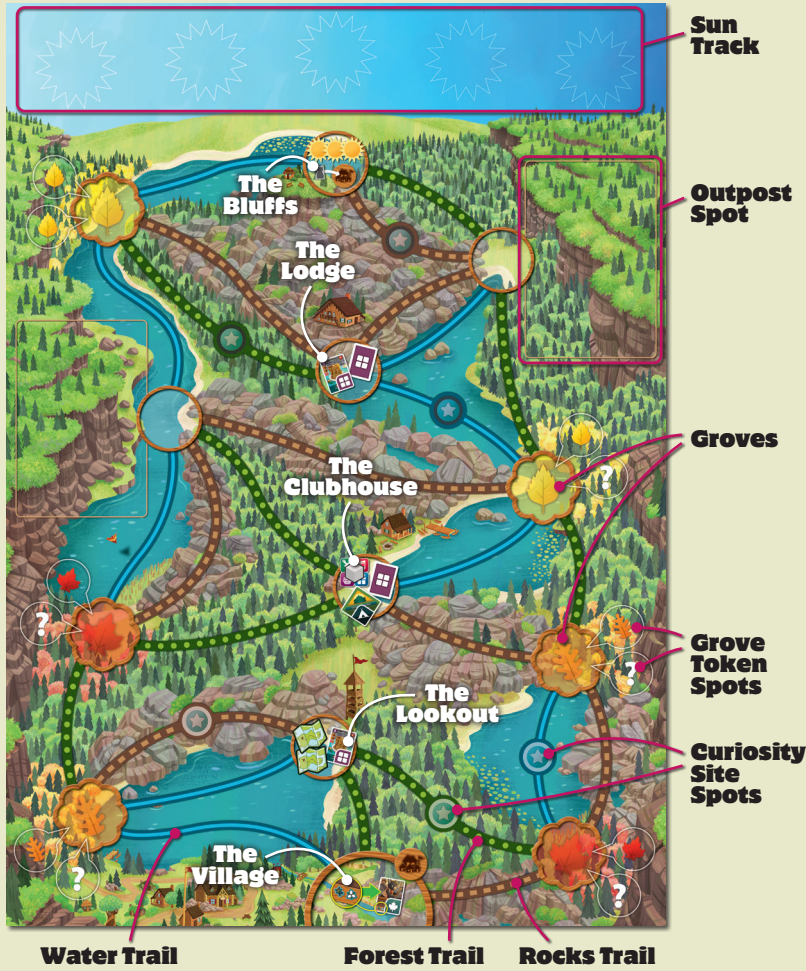 Sun
Track
The
Bluffs
Outpost
Spot
The
Lodge
Groves
?
The
Clubhouse
?
?
Grove
Token
Spots
The
Lookout
Curiosity
Site
Spots
?
The
Village
?
Water Trail
Forest Trail
Rocks Trail